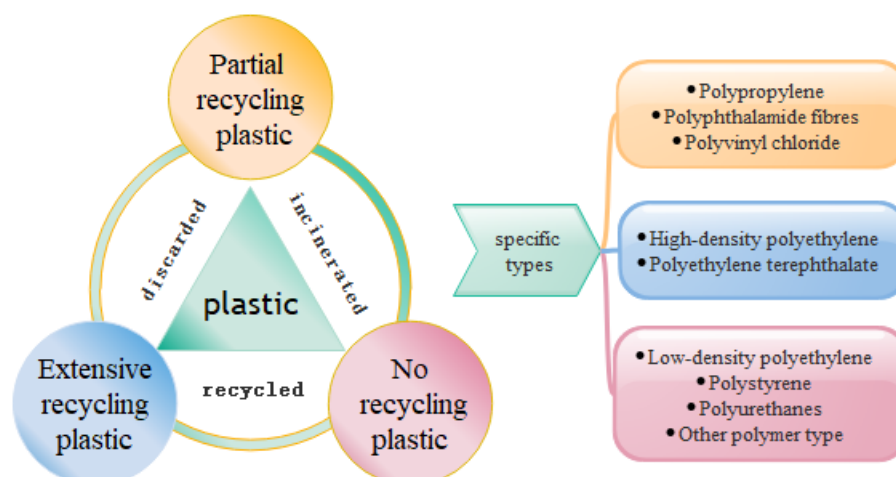 Partial
recycling
plastic
discarded
incinerated
plastic
recycled
Extensive
recycling
plastic
No
recycling
plastic
specific
types
•Polypropylene
•Polyphthalamide fibres
•Polyvinyl chloride
•High-density polyethylene
•Polyethylene terephthalate
•Low-density polyethylene
•Polystyrene
•Polyurethanes
•Other polymer type